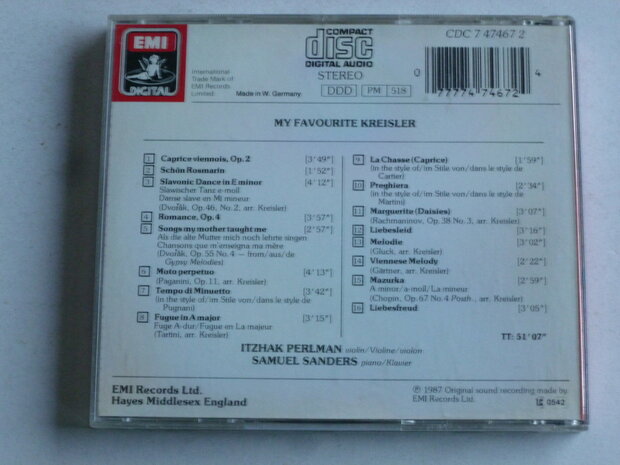 EMI
DIGITAL
International
Trade Mark of
EMI Records
Limited.
Made in W. Germany.
COMPACT
disc
DIGITAL AUDIO
STEREO
DDD PM 518
CDC 7 47467 2
0 77774 74672 4
MY FAVOURITE KREISLER
1 Caprice viennois, Op. 2 [3'49"]
2 Schön Rosmarin [1'52"]
3 Slavonic Dance in E minor [4'12"]
Slawischer Tanz e-moll
Danse slave en Mi mineur
(Dvořák, Op. 46, No. 2, arr. Kreisler)
4 Romance, Op. 4 [3'57"]
5 Songs my mother taught me [2'57"]
Als die alte Mutter mich noch lehrte singen
Chansons que m'enseigna ma mère
(Dvořák, Op. 55 No. 4 – from/aus/de
Gypsy Melodies)
6 Moto perpetuo [4'13"]
(Paganini, Op. 11, arr. Kreisler)
7 Tempo di Minuetto [3'42"]
(in the style of/im Stile von/dans le style de
Pugnani)
8 Fugue in A major [3'15"]
Fuge A-dur/Fugue en La majeur
(Tartini, arr. Kreisler)
9 La Chasse (Caprice) [1'59"]
(in the style of/im Stile von/dans le style de
Cartier)
10 Preghiera [2'34"]
(in the style of/im Stile von/dans le style de
Martini)
11 Marguerite (Daisies) [3'07"]
(Rachmaninov, Op. 38 No. 3, arr. Kreisler)
12 Liebesleid [3'16"]
13 Melodie [3'02"]
(Gluck, arr. Kreisler)
14 Viennese Melody [2'22"]
(Gärtner, arr. Kreisler)
15 Mazurka [2'59"]
A minor/a-moll/La mineur
(Chopin, Op. 67 No. 4 Posth., arr. Kreisler)
16 Liebesfreud [3'05"]
TT: 51'07"
ITZHAK PERLMAN violin/Violine/violon
SAMUEL SANDERS piano/Klavier
EMI Records Ltd.
Hayes Middlesex England
℗ 1987 Original sound recording made by
EMI Records Ltd.
0542